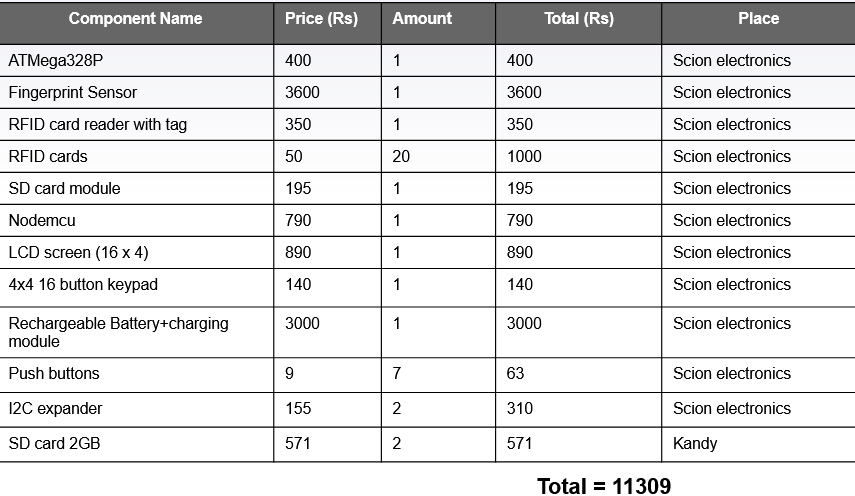 Component Name Price (Rs) Amount Total (Rs) Place
ATMega328P 400 1 400 Scion electronics
Fingerprint Sensor 3600 1 3600 Scion electronics
RFID card reader with tag 350 1 350 Scion electronics
RFID cards 50 20 1000 Scion electronics
SD card module 195 1 195 Scion electronics
Nodemcu 790 1 790 Scion electronics
LCD screen (16 x 4) 890 1 890 Scion electronics
4x4 16 button keypad 140 1 140 Scion electronics
Rechargeable Battery+charging 3000 1 3000 Scion electronics
module
Push buttons 9 7 63 Scion electronics
I2C expander 155 2 310 Scion electronics
SD card 2GB 571 2 571 Kandy
Total = 11309